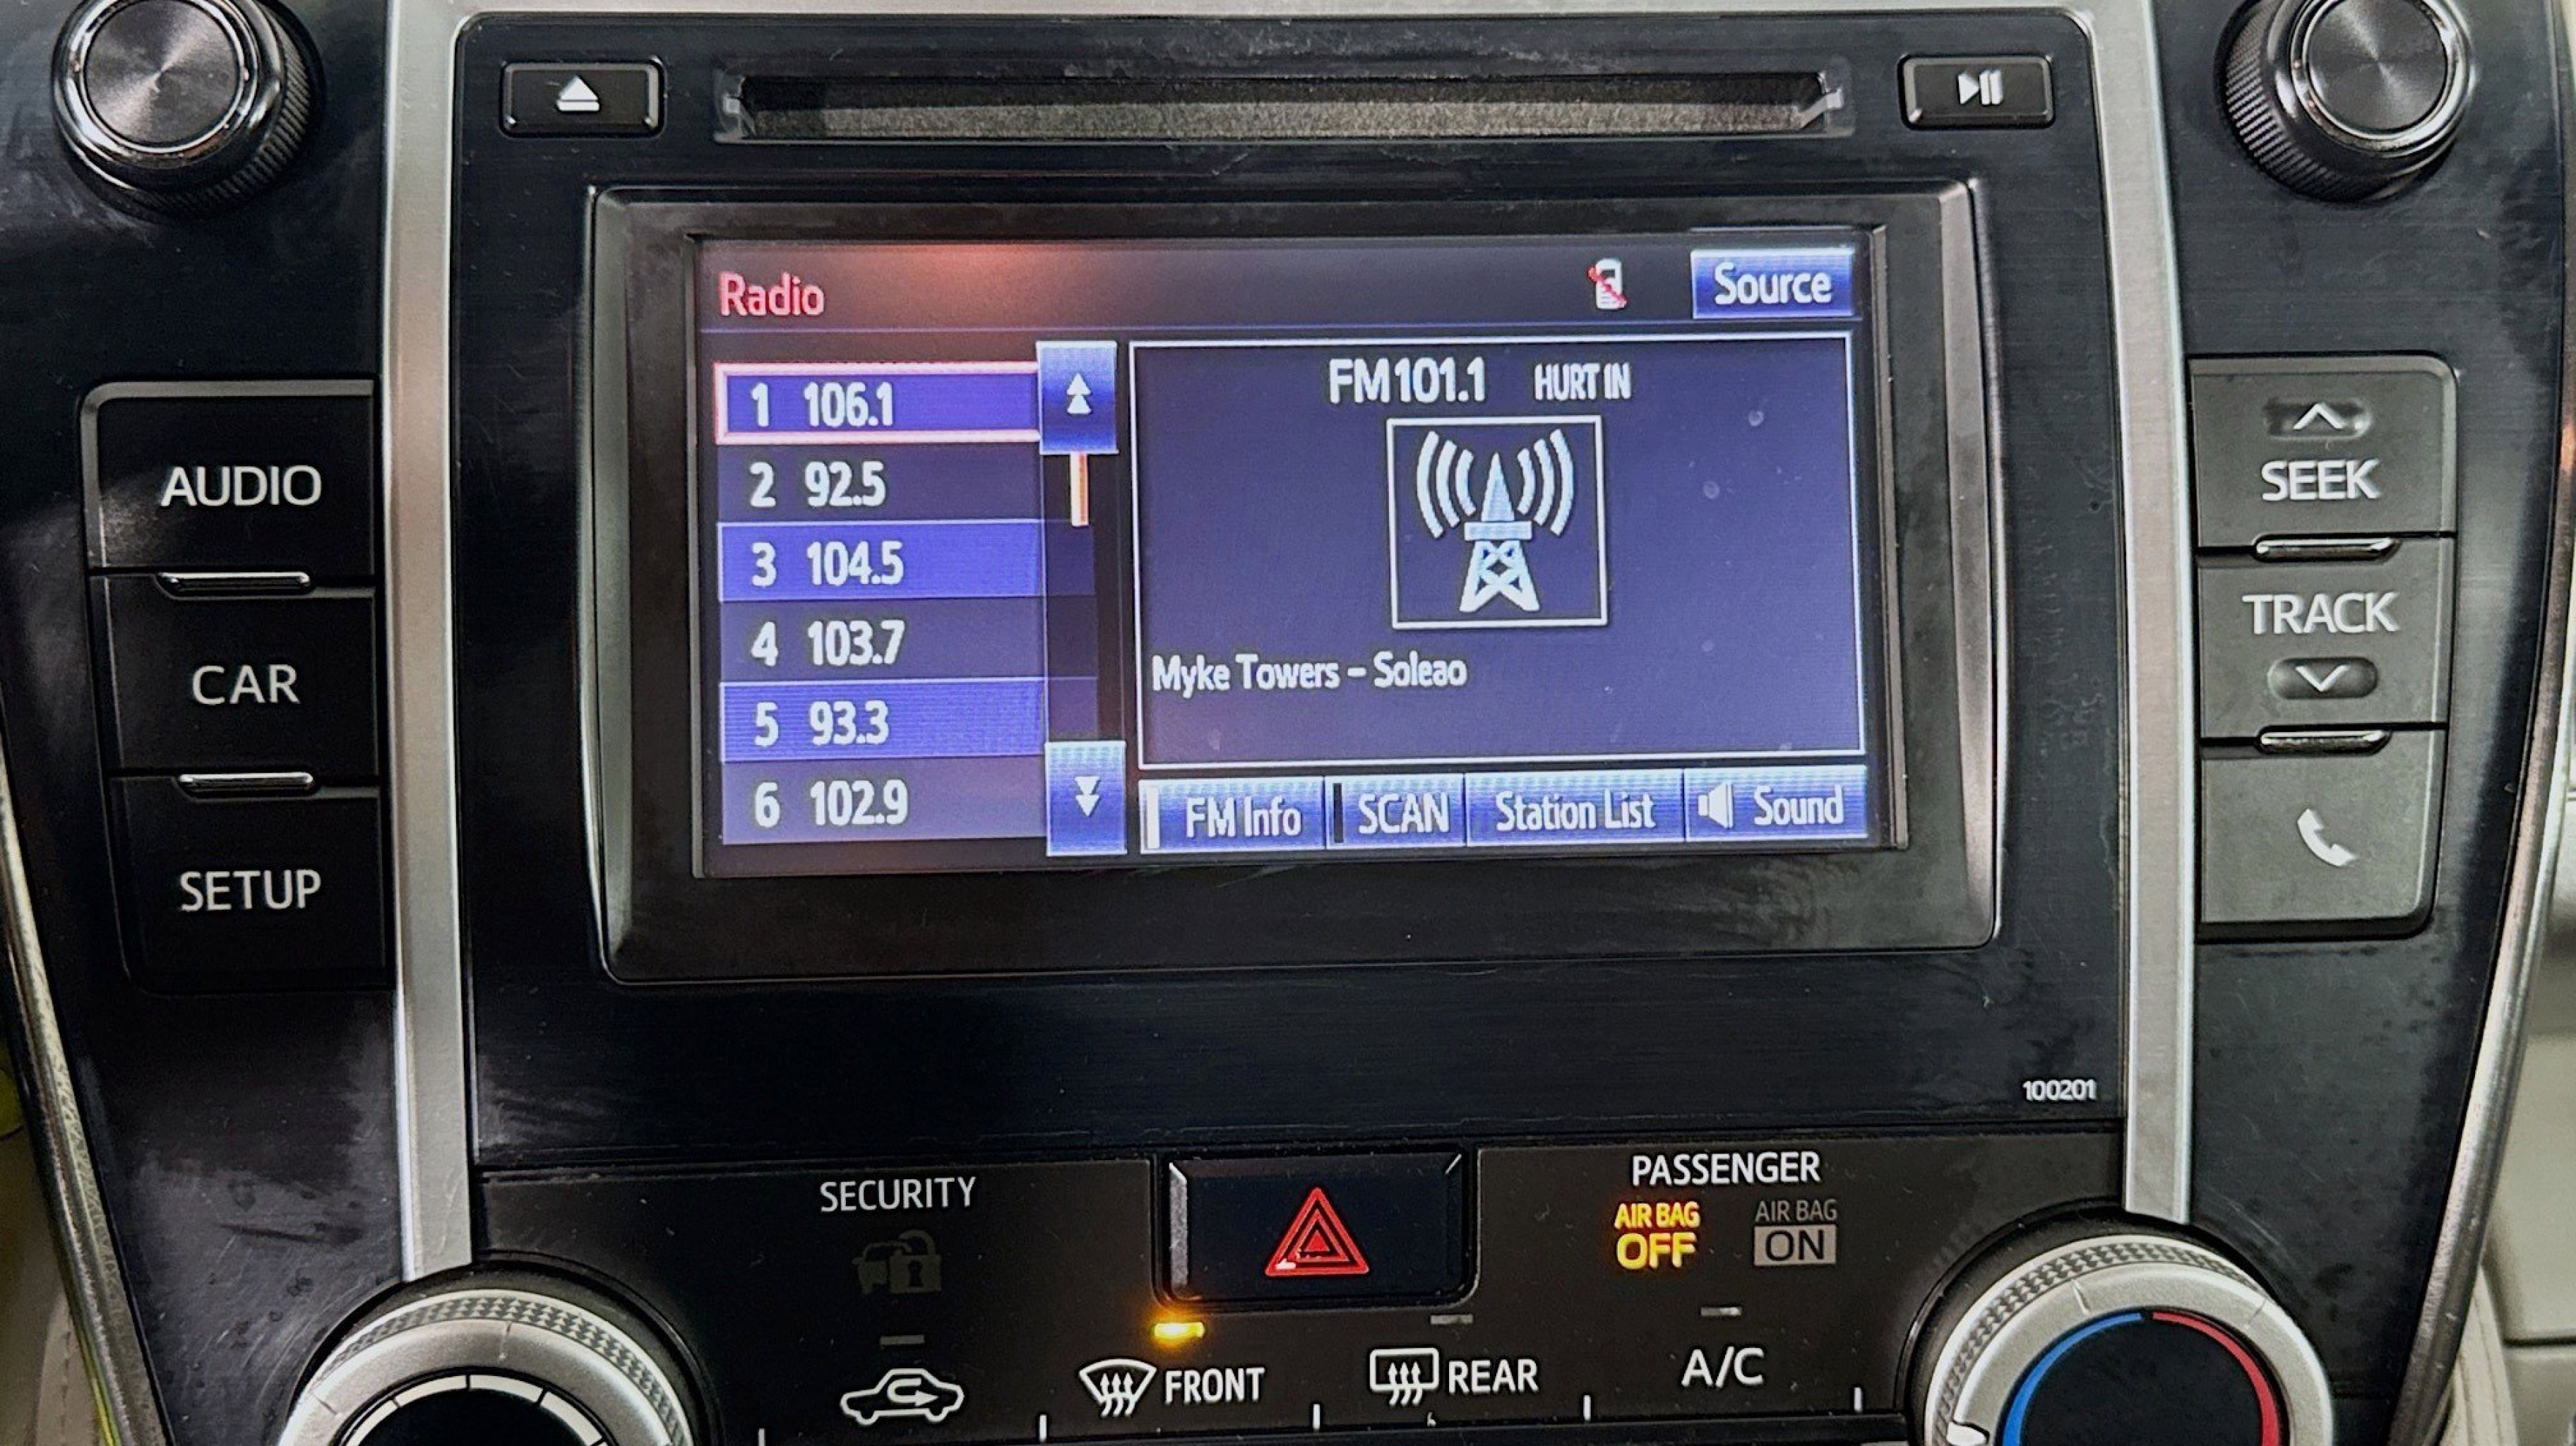 Radio
Source
1 106.1
2 92.5
3 104.5
4 103.7
5 93.3
6 102.9
FM101.1 HURT IN
Myke Towers - Soleao
FM Info SCAN Station List Sound
AUDIO
CAR
SETUP
SEEK
TRACK
100201
SECURITY
PASSENGER
AIR BAG OFF
AIR BAG ON
FRONT
REAR
A/C